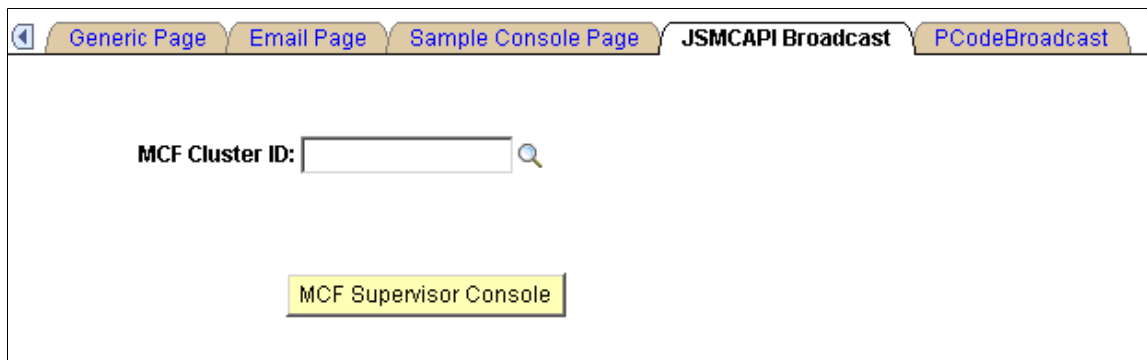 Generic Page Email Page Sample Console Page JSMCAPI Broadcast PCodeBroadcast
MCF Cluster ID:
MCF Supervisor Console